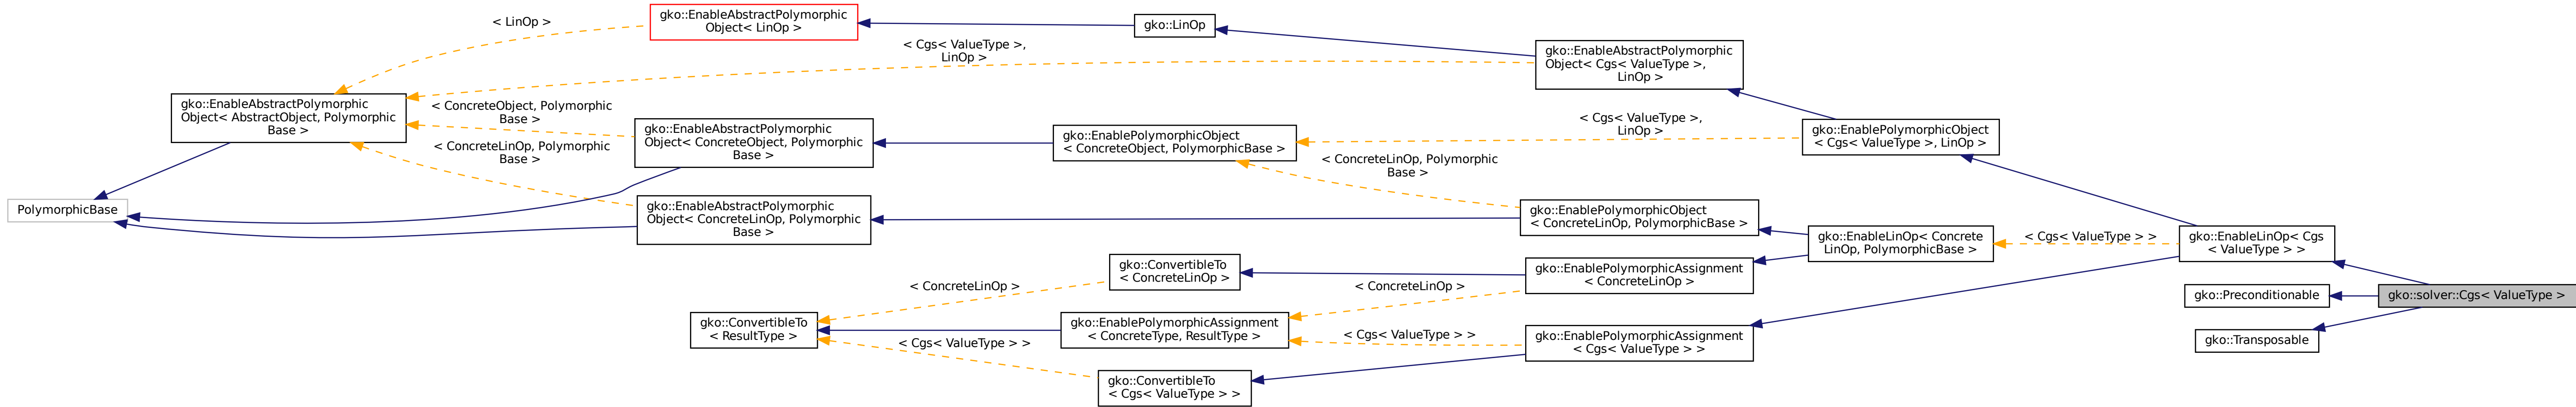 gko::EnableAbstractPolymorphic
Object< LinOp >
< LinOp >
gko::LinOp
< Cgs< ValueType >,
LinOp >
gko::EnableAbstractPolymorphic
Object< Cgs< ValueType >,
LinOp >
gko::EnableAbstractPolymorphic
Object< AbstractObject, Polymorphic
Base >
< ConcreteObject, Polymorphic
Base >
gko::EnableAbstractPolymorphic
Object< ConcreteObject, Polymorphic
Base >
gko::EnablePolymorphicObject
< ConcreteObject, PolymorphicBase >
< Cgs< ValueType >,
LinOp >
gko::EnablePolymorphicObject
< Cgs< ValueType >, LinOp >
< ConcreteLinOp, Polymorphic
Base >
< ConcreteLinOp, Polymorphic
Base >
PolymorphicBase
gko::EnableAbstractPolymorphic
Object< ConcreteLinOp, Polymorphic
Base >
gko::EnablePolymorphicObject
< ConcreteLinOp, PolymorphicBase >
gko::EnableLinOp< Concrete
LinOp, PolymorphicBase >
< Cgs< ValueType > >
gko::EnableLinOp< Cgs
< ValueType > >
gko::ConvertibleTo
< ConcreteLinOp >
gko::EnablePolymorphicAssignment
< ConcreteLinOp >
< ConcreteLinOp >
< ConcreteLinOp >
gko::Preconditionable
gko::solver::Cgs< ValueType >
gko::ConvertibleTo
< ResultType >
gko::EnablePolymorphicAssignment
< ConcreteType, ResultType >
< Cgs< ValueType > >
gko::EnablePolymorphicAssignment
< Cgs< ValueType > >
gko::Transposable
< Cgs< ValueType > >
gko::ConvertibleTo
< Cgs< ValueType > >